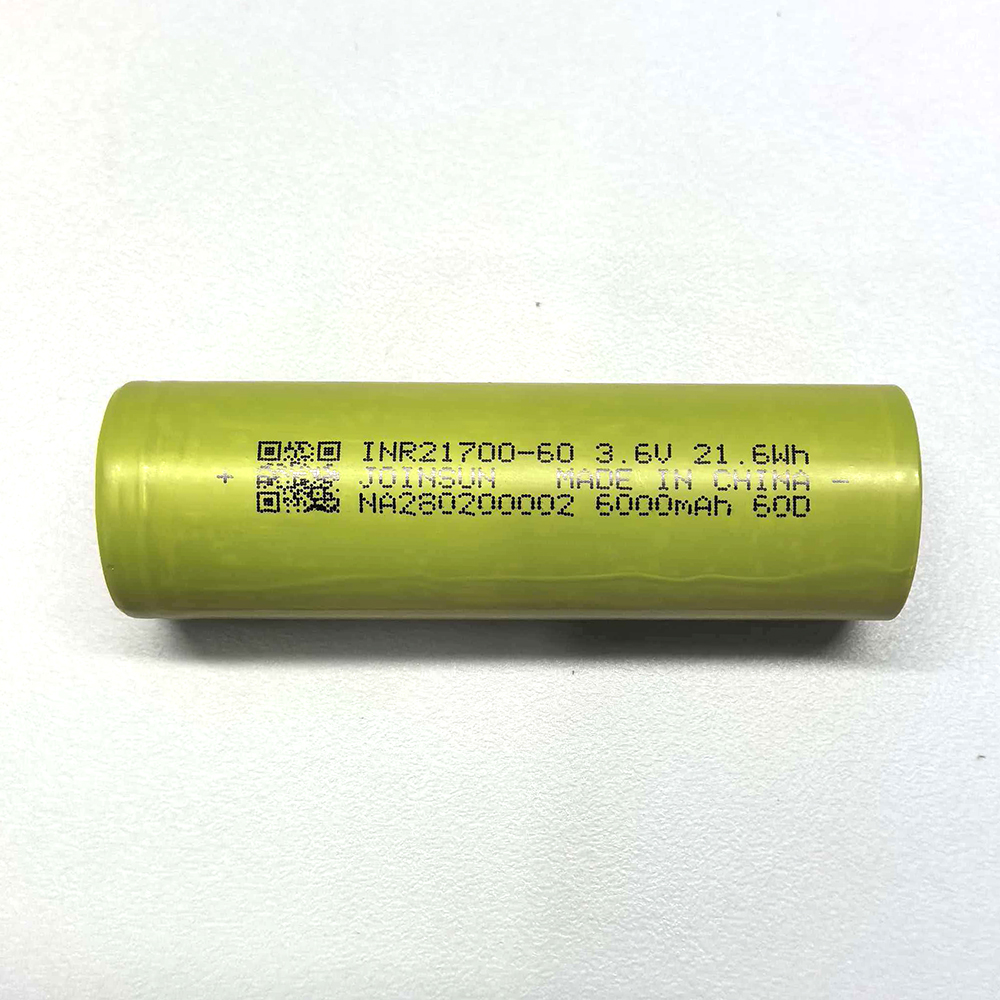 INR21700-60 3.6V 21.6Wh
+ JOINSUN MADE IN CHINA -
NA280200002 6000mAh 60D